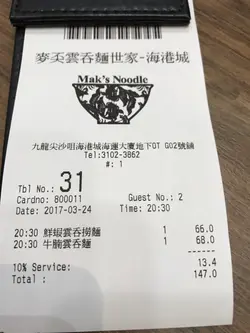 麥奀雲呑麵世家-海港城
Mak's Noodle
九龍尖沙咀海港城海運大廈地下OT G02號舖
Tel:3102-3862
#: 1
Tbl No.: 31
Cardno: 800011 Guest No.: 2
Date: 2017-03-24 Time: 20:30
20:30 鮮蝦雲呑撈麵 1 66.0
20:30 牛腩雲呑麵 1 68.0
10% Service: 13.4
Total : 147.0